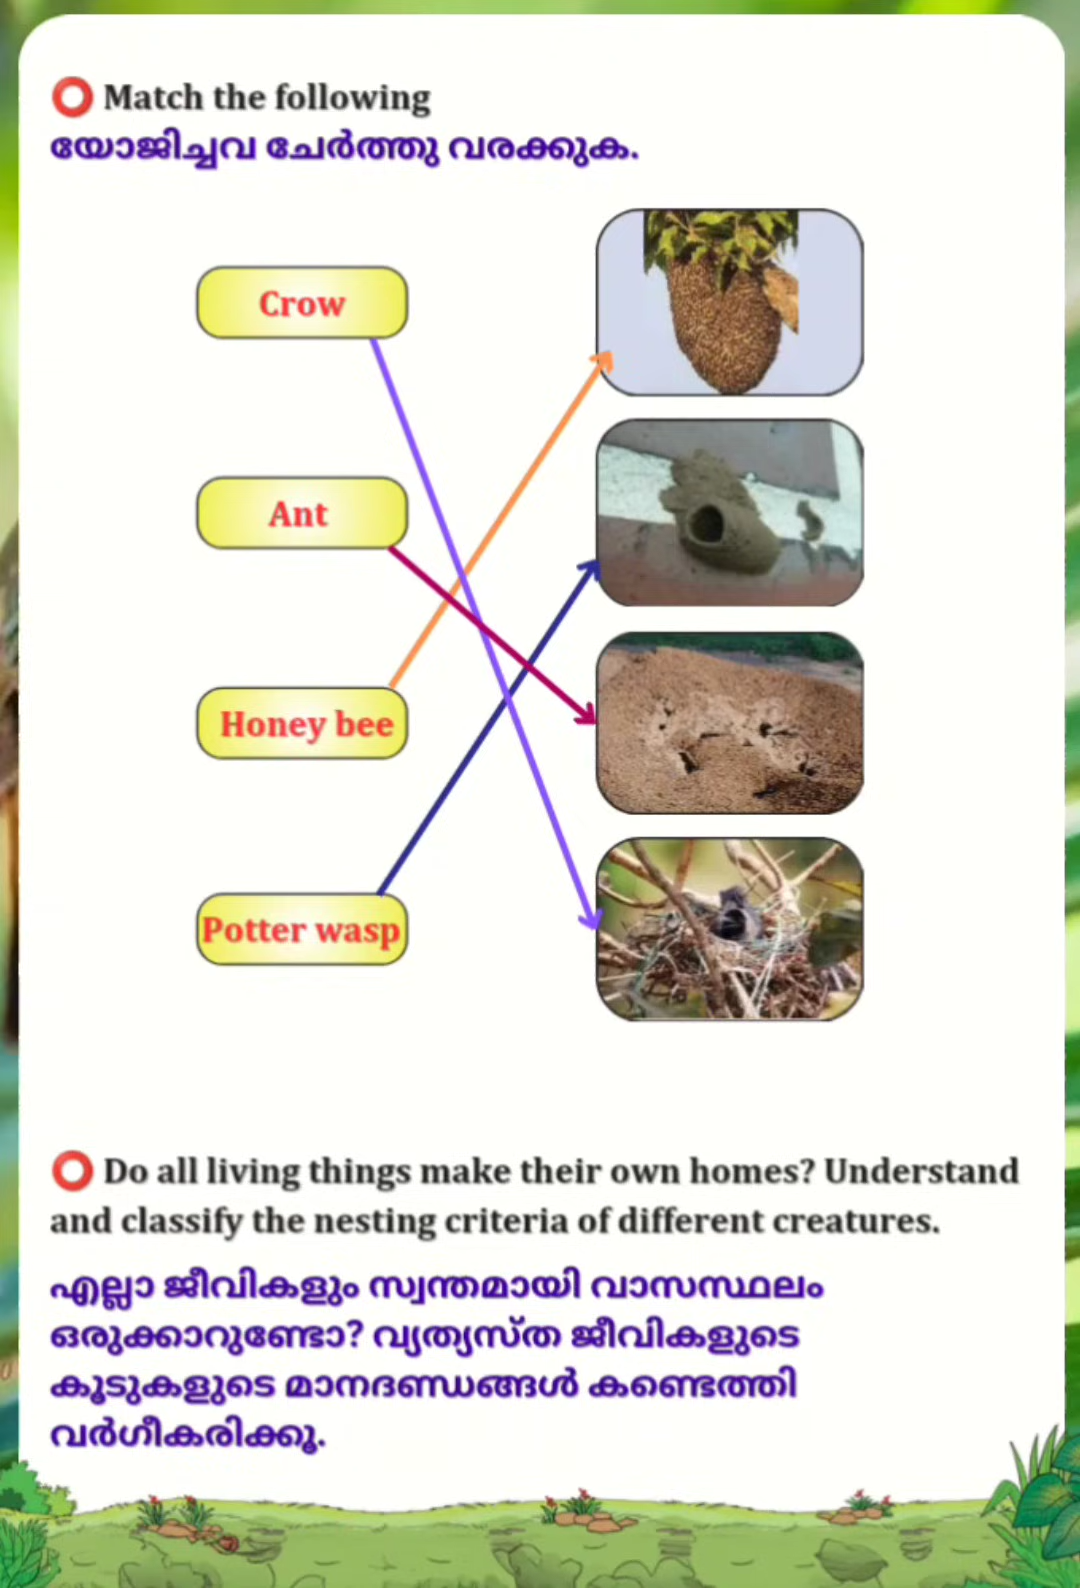 Match the following
യോജിച്ചവ ചേർത്തു വരക്കുക.
Crow
Ant
Honey bee
Potter wasp
Do all living things make their own homes? Understand
and classify the nesting criteria of different creatures.
എല്ലാ ജീവികളും സ്വന്തമായി വാസസ്ഥലം
ഒരുക്കാറുണ്ടോ? വ്യത്യസ്ത ജീവികളുടെ
കൂടുകളുടെ മാനദണ്ഡങ്ങൾ കണ്ടെത്തി
വർഗീകരിക്കൂ.